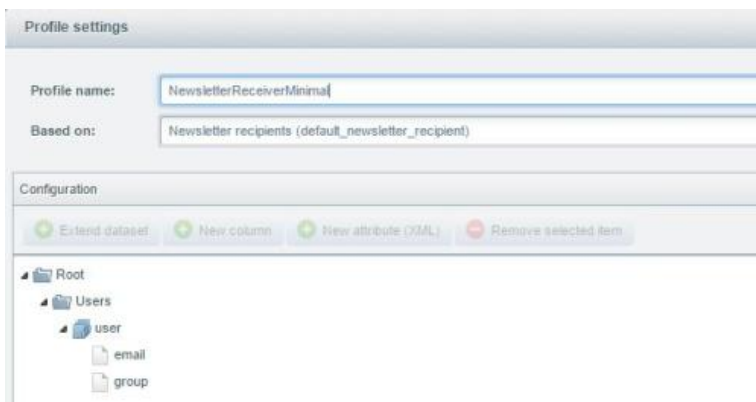 Profile settings
Profile name: NewsletterReceiverMinimal
Based on: Newsletter recipients (default_newsletter_recipient)
Configuration
Extend dataset New column New attribute (XML) Remove selected item
Root
Users
user
email
group